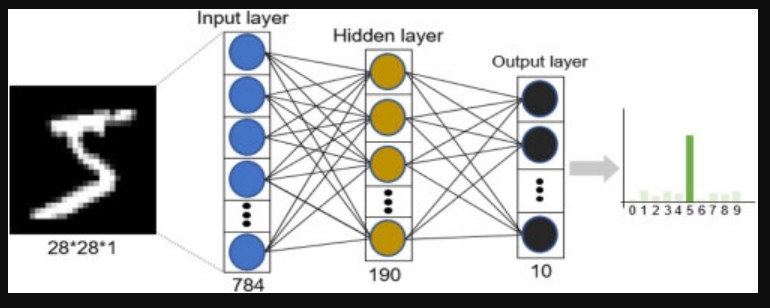 Input layer
Hidden layer
Output layer
28*28*1
784
190
10
0 1 2 3 4 5 6 7 8 9